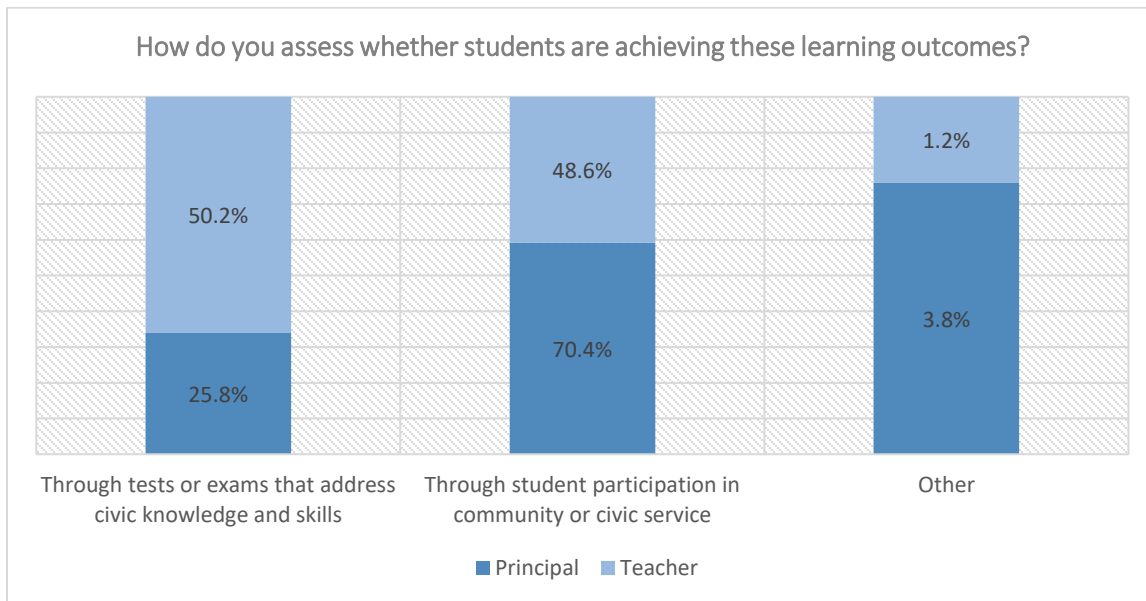 How do you assess whether students are achieving these learning outcomes?
50.2%
48.6%
1.2%
25.8%
70.4%
3.8%
Through tests or exams that address
civic knowledge and skills
Through student participation in
community or civic service
Other
Principal
Teacher